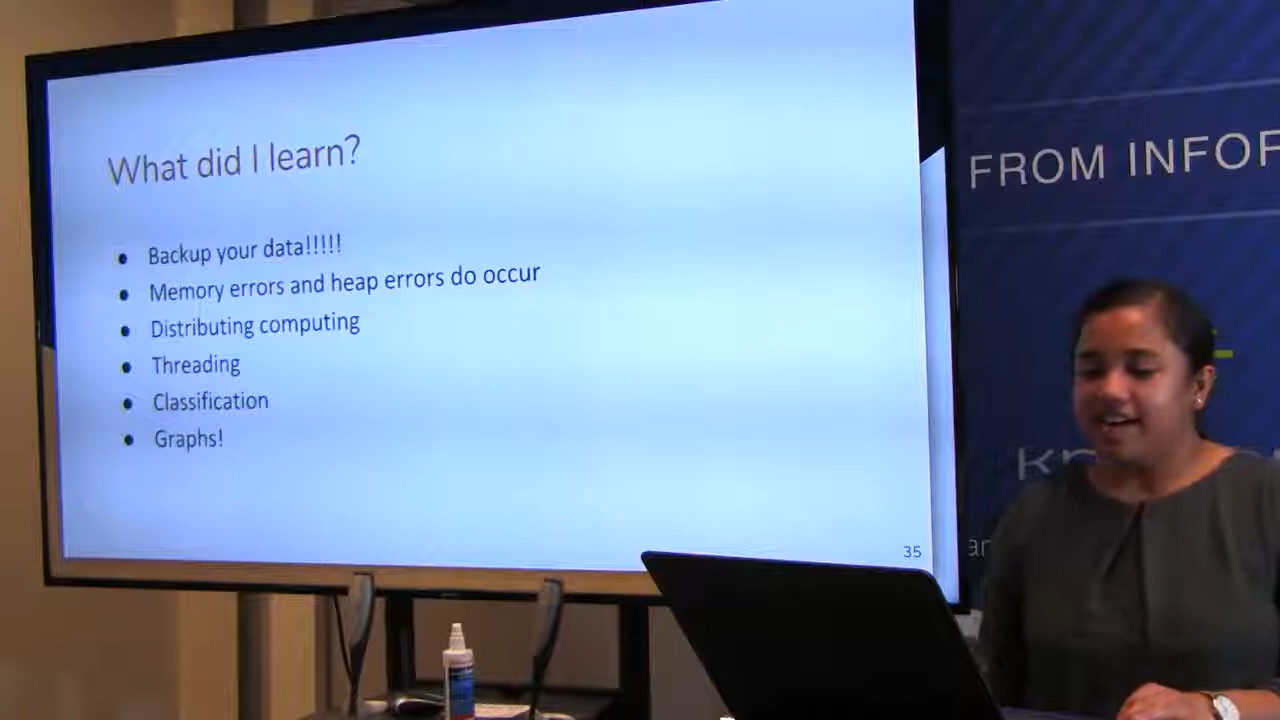 What did I learn?
Backup your data!!!!!
Memory errors and heap errors do occur
Distributing computing
Threading
Classification
Graphs!
35
FROM INFOR